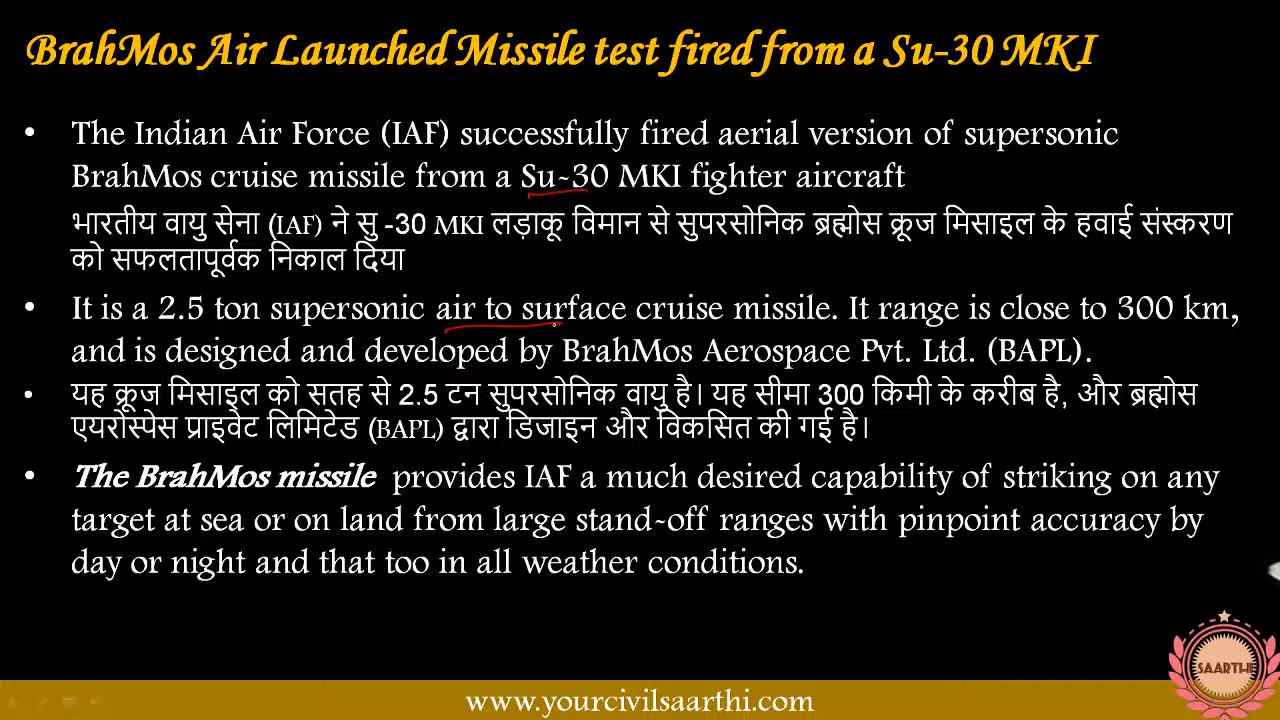 BrahMos Air Launched Missile test fired from a Su-30 MKI
• The Indian Air Force (IAF) successfully fired aerial version of supersonic
BrahMos cruise missile from a Su-30 MKI fighter aircraft
भारतीय वायु सेना (IAF) ने सु -30 MKI लड़ाकू विमान से सुपरसोनिक ब्रह्मोस क्रूज मिसाइल के हवाई संस्करण
को सफलतापूर्वक निकाल दिया
• It is a 2.5 ton supersonic air to surface cruise missile. It range is close to 300 km,
and is designed and developed by BrahMos Aerospace Pvt. Ltd. (BAPL).
• यह क्रूज मिसाइल को सतह से 2.5 टन सुपरसोनिक वायु है। यह सीमा 300 किमी के करीब है, और ब्रह्मोस
एयरोस्पेस प्राइवेट लिमिटेड (BAPL) द्वारा डिजाइन और विकसित की गई है।
• The BrahMos missile provides IAF a much desired capability of striking on any
target at sea or on land from large stand-off ranges with pinpoint accuracy by
day or night and that too in all weather conditions.
SAARTHI
www.yourcivilsaarthi.com